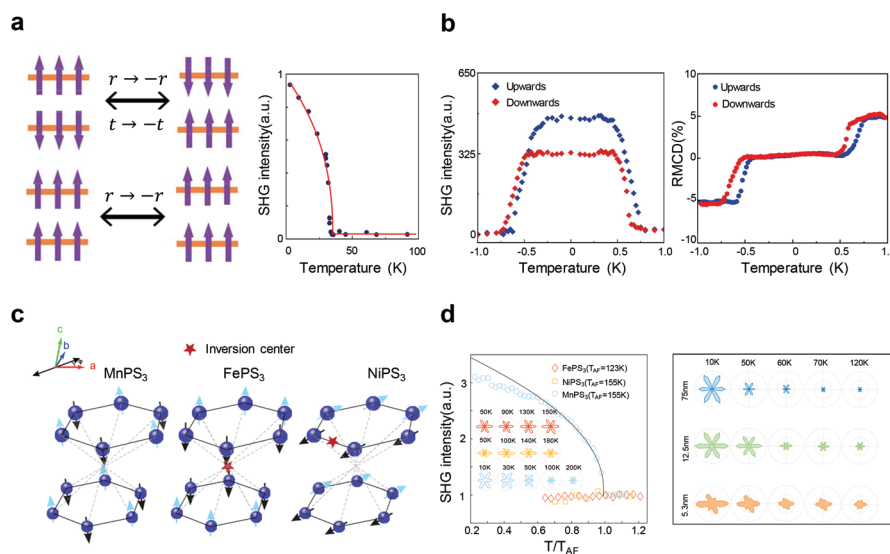 a
r → −r
t → −t
r → −r
SHG intensity(a.u.)
1
0
0
50
100
Temperature (K)
b
SHG intensity(a.u.)
650
325
0
Upwards
Downwards
-1.0
-0.5
0
0.5
1.0
Temperature (K)
RMCD(%)
10
5
0
-5
-10
Upwards
Downwards
-1.0
-0.5
0
0.5
1.
Temperature (K)
c
c
b
a
Inversion center
MnPS3
FePS3
NiPS3
d
SHG intensity(a.u.)
3
2
1
FePS3(TAF=123K)
NiPS3(TAF=155K)
MnPS3(TAF=155K)
50K 90K 130K 150K
50K 100K 140K 180K
10K 30K 50K 100K 200K
0.2 0.4 0.6 0.8 1.0 1.2
T/TAF
10K 50K 60K 70K 120K
75nm
12.5nm
5.3nm